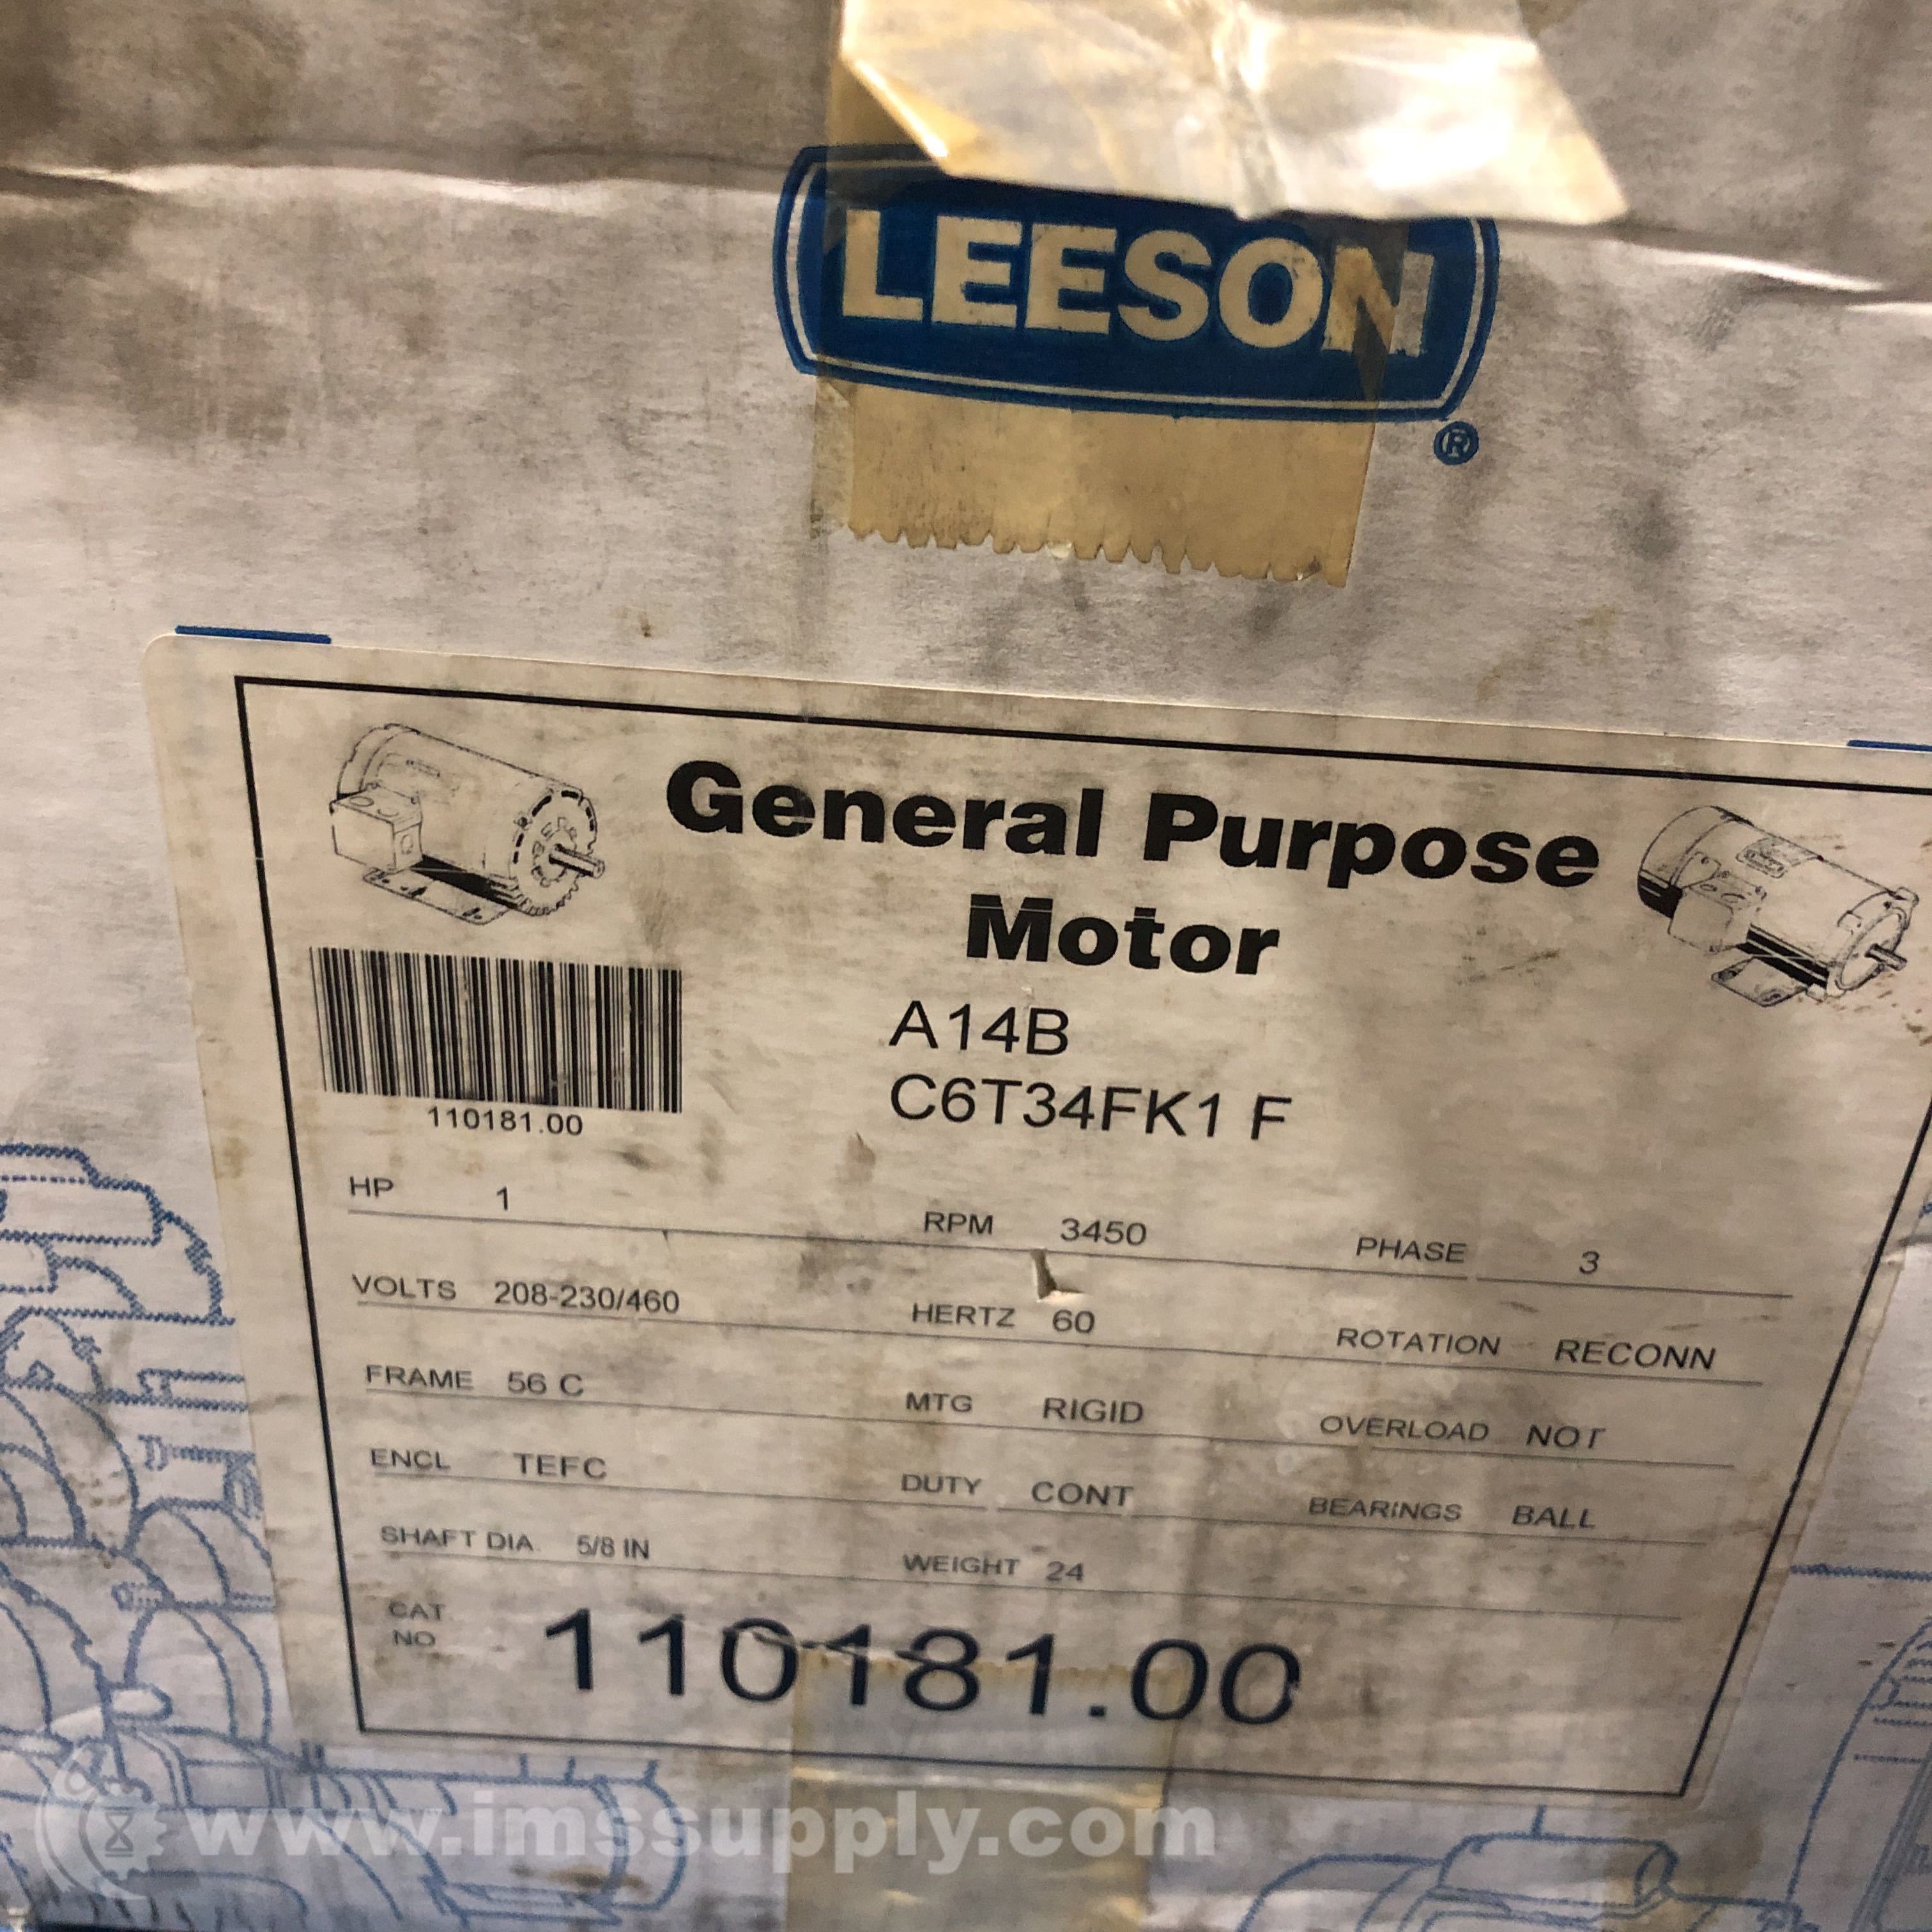 LEESON
®
General Purpose
Motor
A14B
C6T34FK1 F
110181.00
HP 1 RPM 3450 PHASE 3
VOLTS 208-230/460 HERTZ 60 ROTATION RECONN
FRAME 56 C MTG RIGID OVERLOAD NOT
ENCL TEFC DUTY CONT BEARINGS BALL
SHAFT DIA. 5/8 IN WEIGHT 24
CAT
NO 110181.00
www.imssupply.com